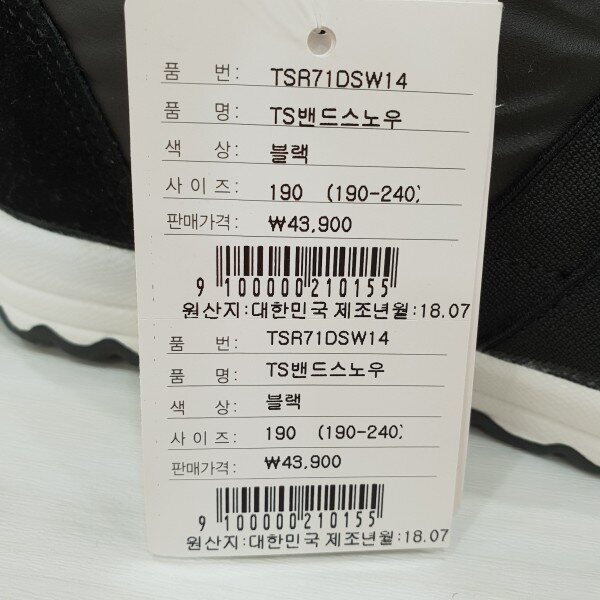 품 번: TSR71DSW14
품 명: TS밴드스노우
색 상: 블랙
사이즈: 190 (190-240)
판매가격: ₩43,900
9 100000 210155
원산지:대한민국 제조년월:18.07
품 번: TSR71DSW14
품 명: TS밴드스노우
색 상: 블랙
사이즈: 190 (190-240)
판매가격: ₩43,900
9 100000 210155
원산지:대한민국 제조년월:18.07